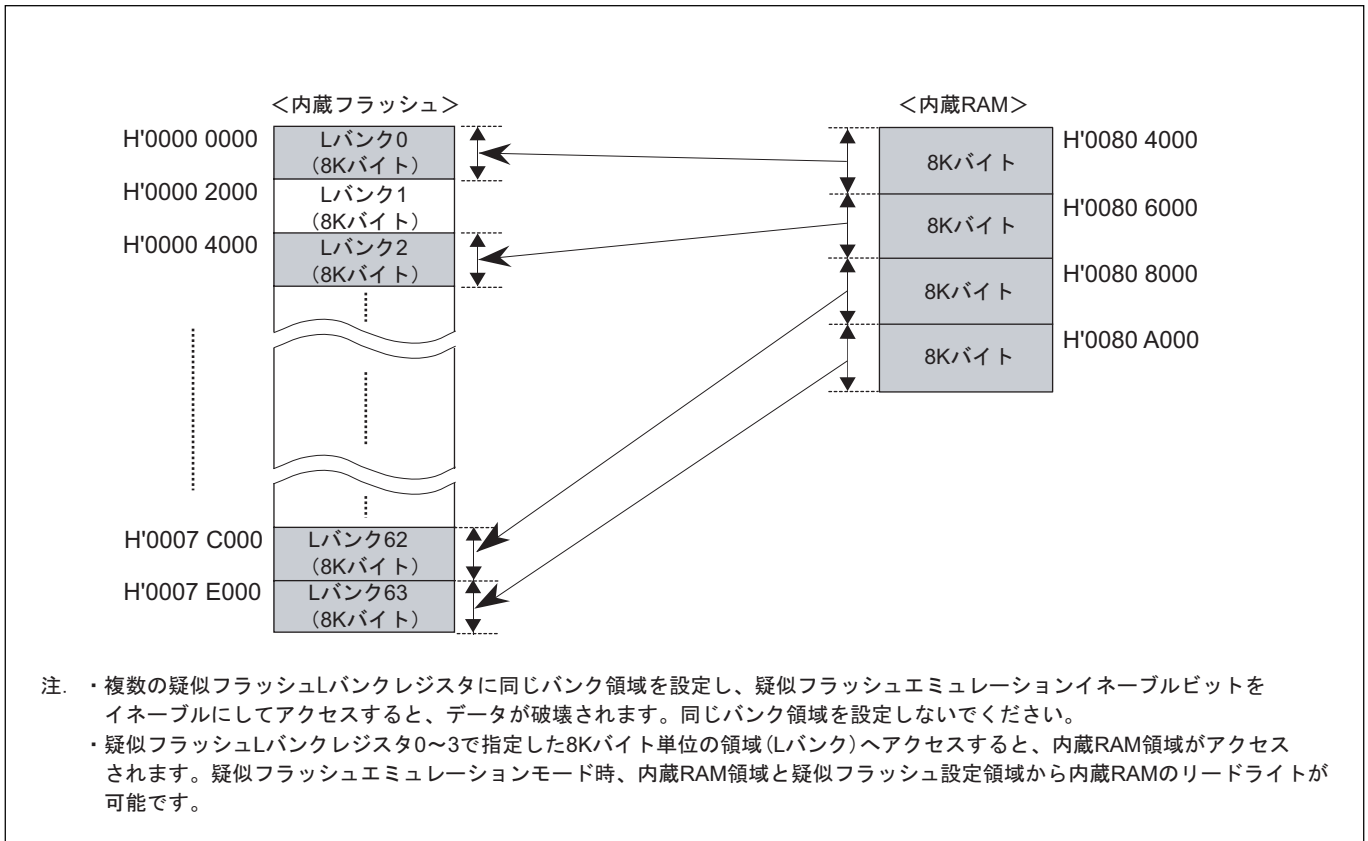 <内蔵フラッシュ>
H'0000 0000
Lバンク0
(8Kバイト)
H'0000 2000
Lバンク1
(8Kバイト)
H'0000 4000
Lバンク2
(8Kバイト)
H'0007 C000
Lバンク62
(8Kバイト)
H'0007 E000
Lバンク63
(8Kバイト)
<内蔵RAM>
8Kバイト
H'0080 4000
8Kバイト
H'0080 6000
8Kバイト
H'0080 8000
8Kバイト
H'0080 A000
注. ・複数の疑似フラッシュLバンクレジスタに同じバンク領域を設定し、疑似フラッシュエミュレーションイネーブルビットを
イネーブルにしてアクセスすると、データが破壊されます。同じバンク領域を設定しないでください。
・疑似フラッシュLバンクレジスタ0〜3で指定した8Kバイト単位の領域(Lバンク)へアクセスすると、内蔵RAM領域がアクセス
されます。疑似フラッシュエミュレーションモード時、内蔵RAM領域と疑似フラッシュ設定領域から内蔵RAMのリードライトが
可能です。